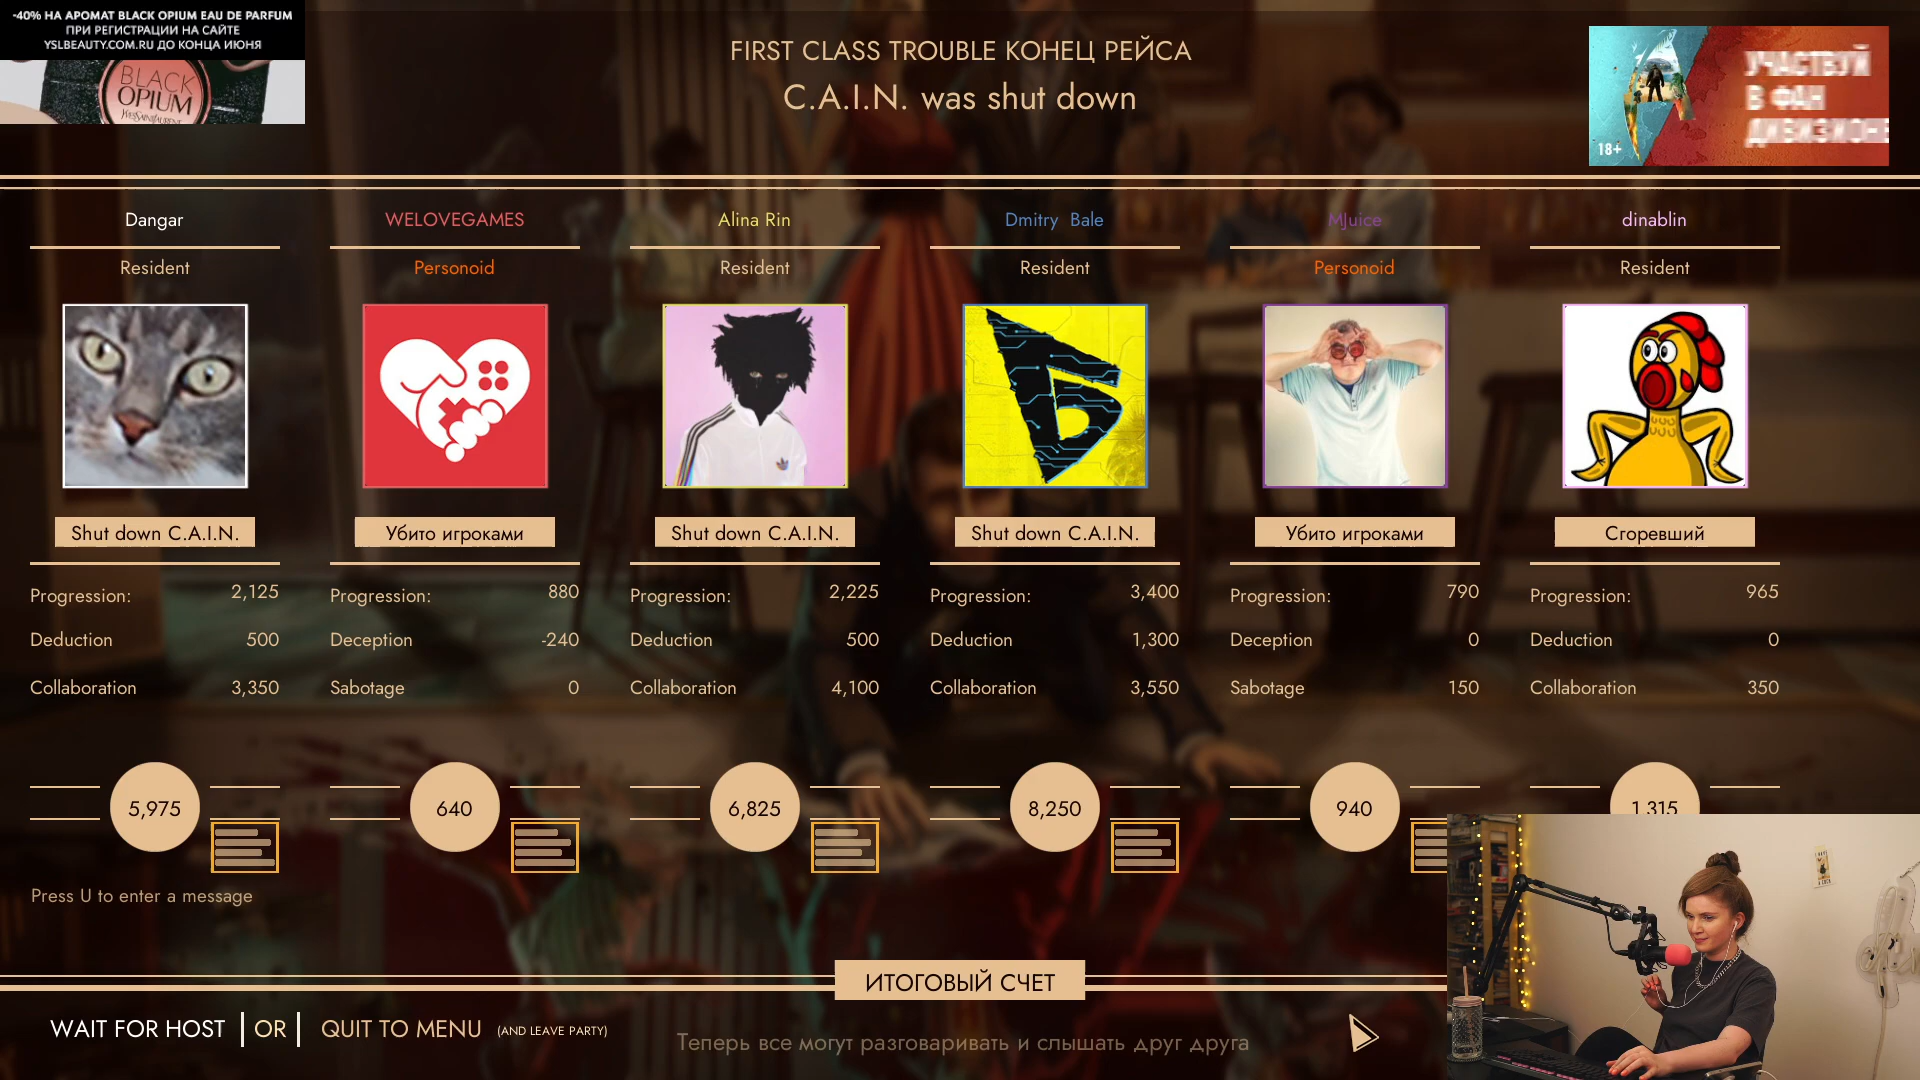 -40% НА АРОМАТ BLACK OPIUM EAU DE PARFUM
ПРИ РЕГИСТРАЦИИ НА САЙТЕ
YSLBEAUTY.COM.RU ДО КОНЦА ИЮНЯ
BLACK
OPIUM
YVESSAINTLAURENT
FIRST CLASS TROUBLE КОНЕЦ РЕЙСА
C.A.I.N. was shut down
УЧАСТВУЙ
В ФАН
ДИВИЗИОНЕ
18+
Dangar
Resident
Shut down C.A.I.N.
Progression: 2,125
Deduction 500
Collaboration 3,350
5,975
WELOVEGAMES
Personoid
Убито игроками
Progression: 880
Deception -240
Sabotage 0
640
Alina Rin
Resident
Shut down C.A.I.N.
Progression: 2,225
Deduction 500
Collaboration 4,100
6,825
Dmitry Bale
Resident
Shut down C.A.I.N.
Progression: 3,400
Deduction 1,300
Collaboration 3,550
8,250
MJuice
Personoid
Убито игроками
Progression: 790
Deception 0
Sabotage 150
940
dinablin
Resident
Сгоревший
Progression: 965
Deduction 0
Collaboration 350
1,315
Press U to enter a message
ИТОГОВЫЙ СЧЕТ
WAIT FOR HOST OR QUIT TO MENU (AND LEAVE PARTY)
Теперь все могут разговаривать и слышать друг друга